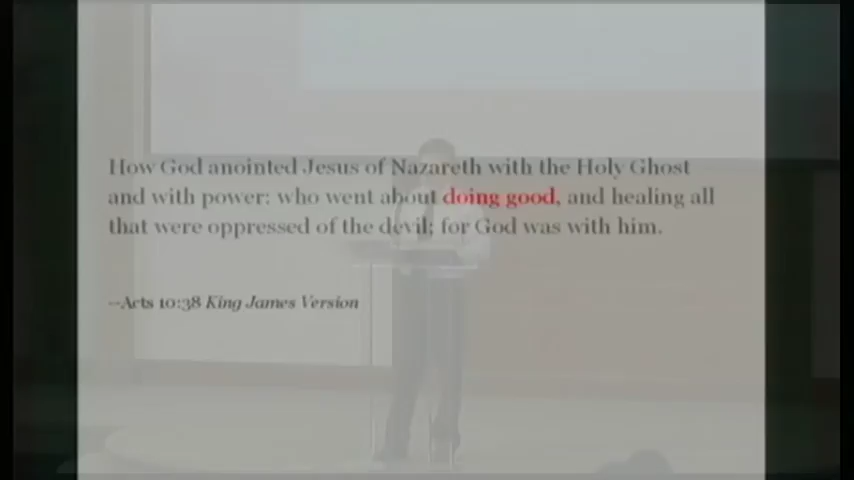 How God anointed Jesus of Nazareth with the Holy Ghost
and with power: who went about doing good, and healing all
that were oppressed of the devil; for God was with him.
--Acts 10:38 King James Version